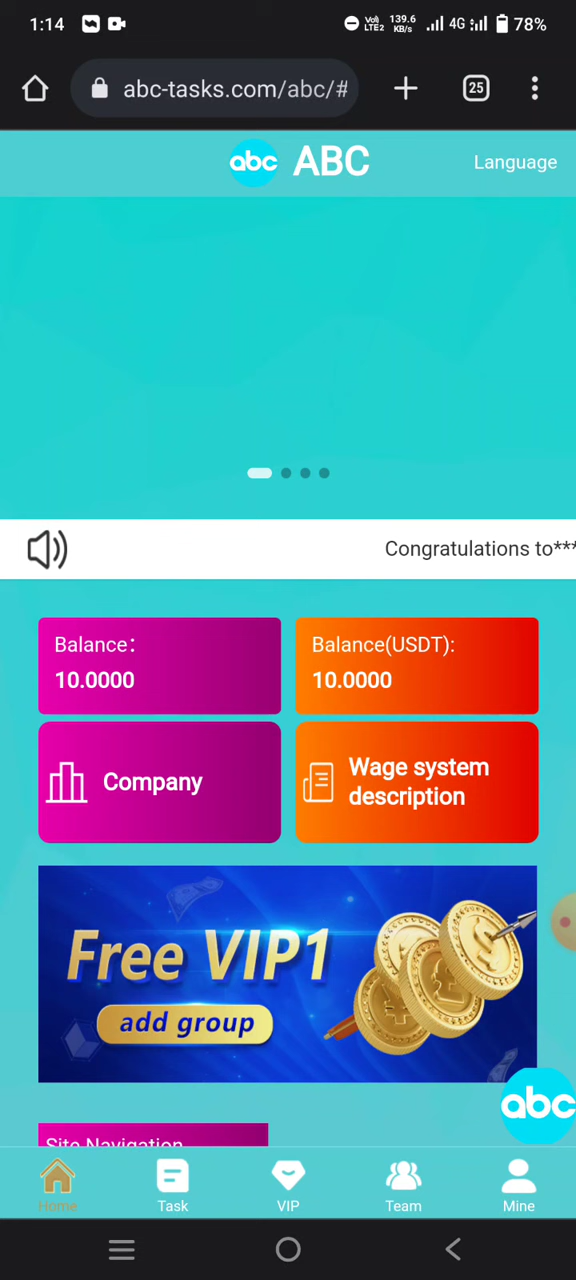 1:14
Vo)
LTE2
139.6
KB/s
4G
78%
abc-tasks.com/abc/#
25
abc ABC
Language
Congratulations to***
Balance:
10.0000
Balance(USDT):
10.0000
Company
Wage system
description
Free VIP1
add group
abc
Site Navigation
Home
Task
VIP
Team
Mine